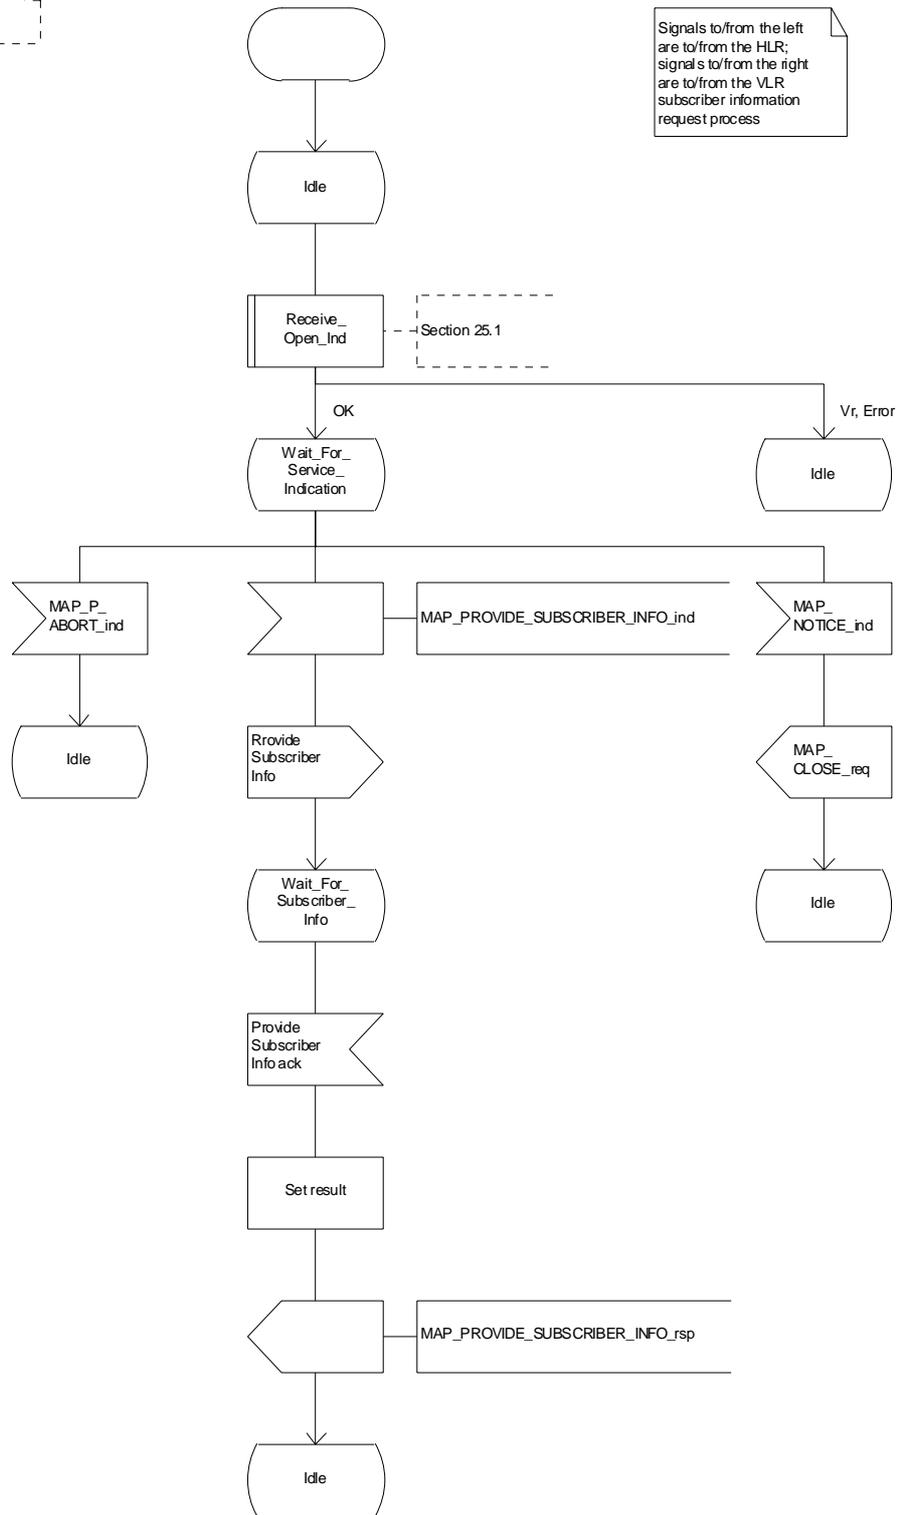 Signals to/from the left
are to/from the HLR;
signals to/from the right
are to/from the VLR
subscriber information
request process
Idle
Receive_
Open_Ind
Section 25.1
OK
Vr, Error
Wait_For_
Service_
Indication
Idle
MAP_P_
ABORT_ind
MAP_PROVIDE_SUBSCRIBER_INFO_ind
MAP_
NOTICE_ind
Idle
Rrovide
Subscriber
Info
MAP_
CLOSE_req
Wait_For_
Subscriber_
Info
Idle
Provide
Subscriber
Info ack
Set result
MAP_PROVIDE_SUBSCRIBER_INFO_rsp
Idle